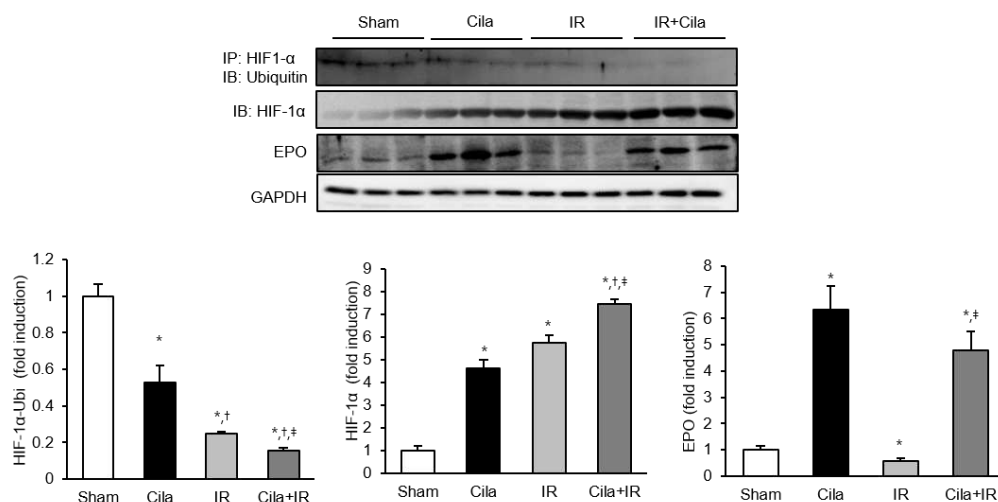 Sham Cila IR IR+Cila
IP: HIF1-α
IB: Ubiquitin
IB: HIF-1α
EPO
GAPDH
HIF-1α-Ubi (fold induction)
1.2
1
0.8
0.6
0.4
0.2
0
*
*,†
*,†,‡
Sham Cila IR Cila+IR
HIF-1α (fold induction)
9
8
7
6
5
4
3
2
1
0
*
*
*,†,‡
Sham Cila IR Cila+IR
EPO (fold induction)
8
7
6
5
4
3
2
1
0
*
*
*,‡
Sham Cila IR Cila+IR